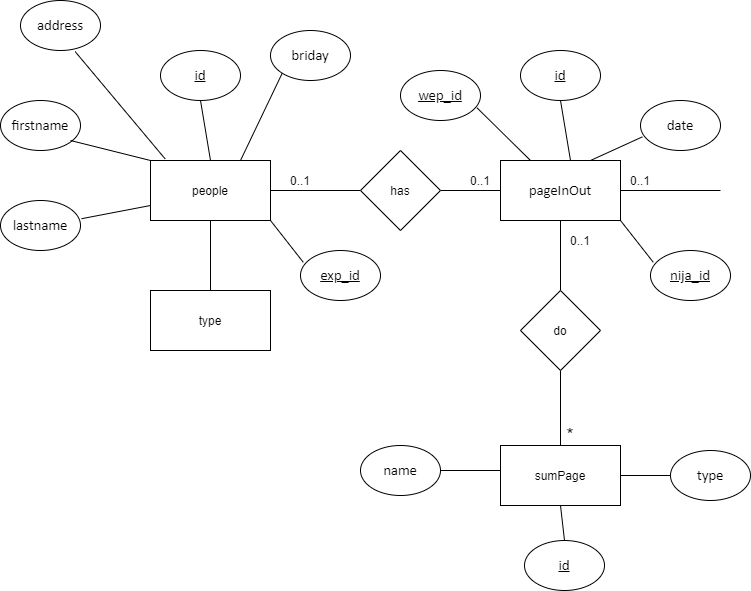 address
id
briday
wep_id
id
date
firstname
people
0..1
has
0..1
pageInOut
0..1
lastname
0..1
exp_id
nija_id
type
do
*
name
sumPage
type
id